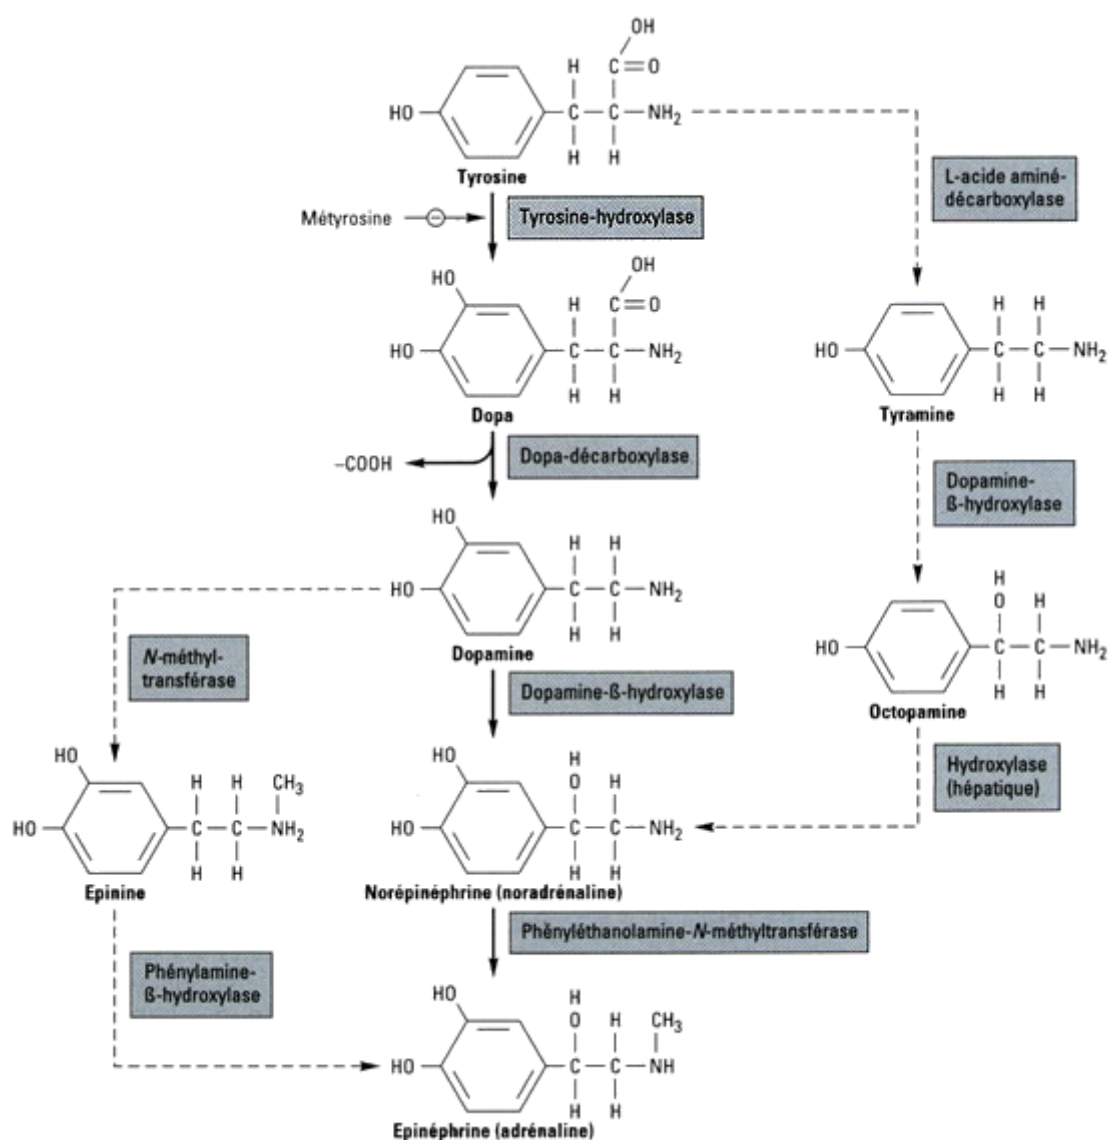 OH
H C=O
HO C C NH₂
H H
Tyrosine
L-acide aminé-
décarboxylase
Métyrosine
Tyrosine-hydroxylase
OH
HO H C=O
HO C C NH₂
H H
Dopa
H H
HO C C NH₂
H H
Tyramine
–COOH
Dopa-décarboxylase
Dopamine-
ß-hydroxylase
HO H H
HO C C NH₂
H H
Dopamine
H
O H
HO C C NH₂
H H
Octopamine
N-méthyl-
transférase
Dopamine-ß-hydroxylase
Hydroxylase
(hépatique)
HO H H CH₃
HO C C NH₂
H H
Epinine
H
HO O H
HO C C NH₂
H H
Norépinéphrine (noradrénaline)
Phényléthanolamine-N-méthyltransférase
Phénylamine-
ß-hydroxylase
H
HO O H CH₃
HO C C NH
H H
Epinéphrine (adrénaline)